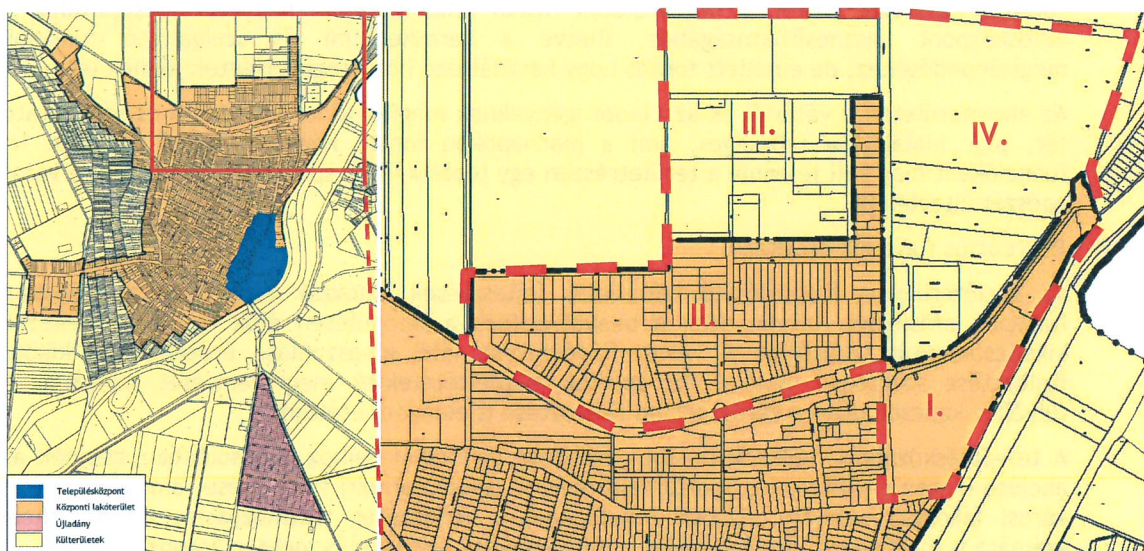 III.
IV.
II.
I.
Településközpont
Központi lakóterület
Újladány
Külterületek